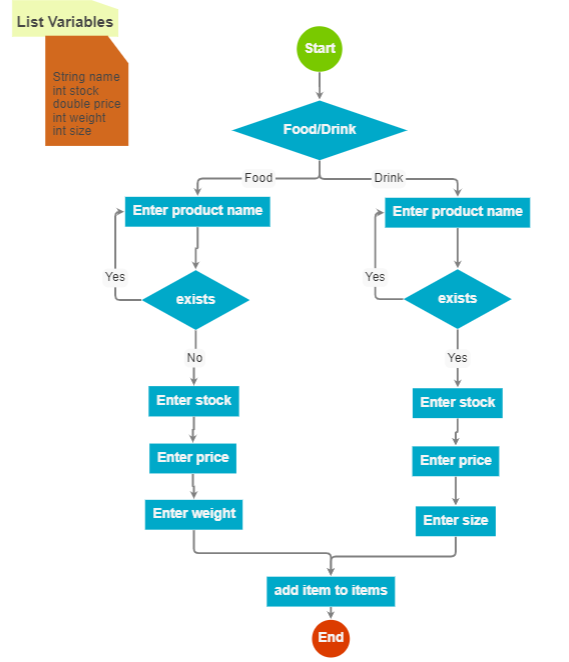 List Variables
String name
int stock
double price
int weight
int size
Start
Food/Drink
Food
Drink
Enter product name
Enter product name
Yes
exists
Yes
exists
No
Yes
Enter stock
Enter stock
Enter price
Enter price
Enter weight
Enter size
add item to items
End